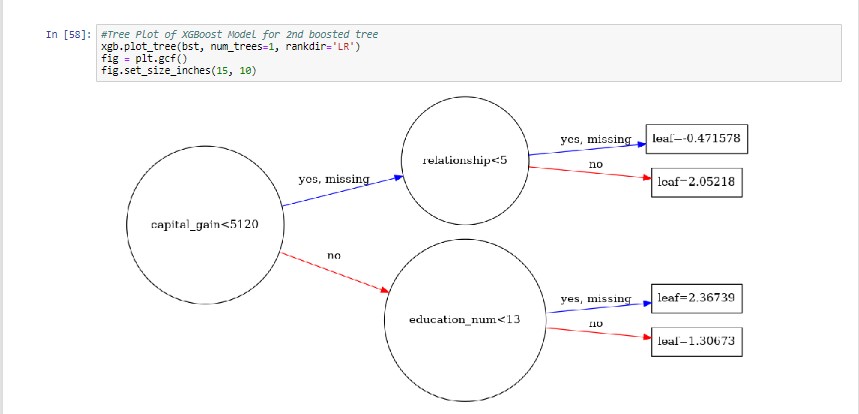 In [58]:
#Tree Plot of XGBoost Model for 2nd boosted tree
xgb.plot_tree(bst, num_trees=1, rankdir='LR')
fig = plt.gcf()
fig.set_size_inches(15, 10)
capital_gain<5120
yes, missing
no
relationship<5
yes, missing
leaf=-0.471578
no
leaf=2.05218
education_num<13
yes, missing
leaf=2.36739
no
leaf=1.30673